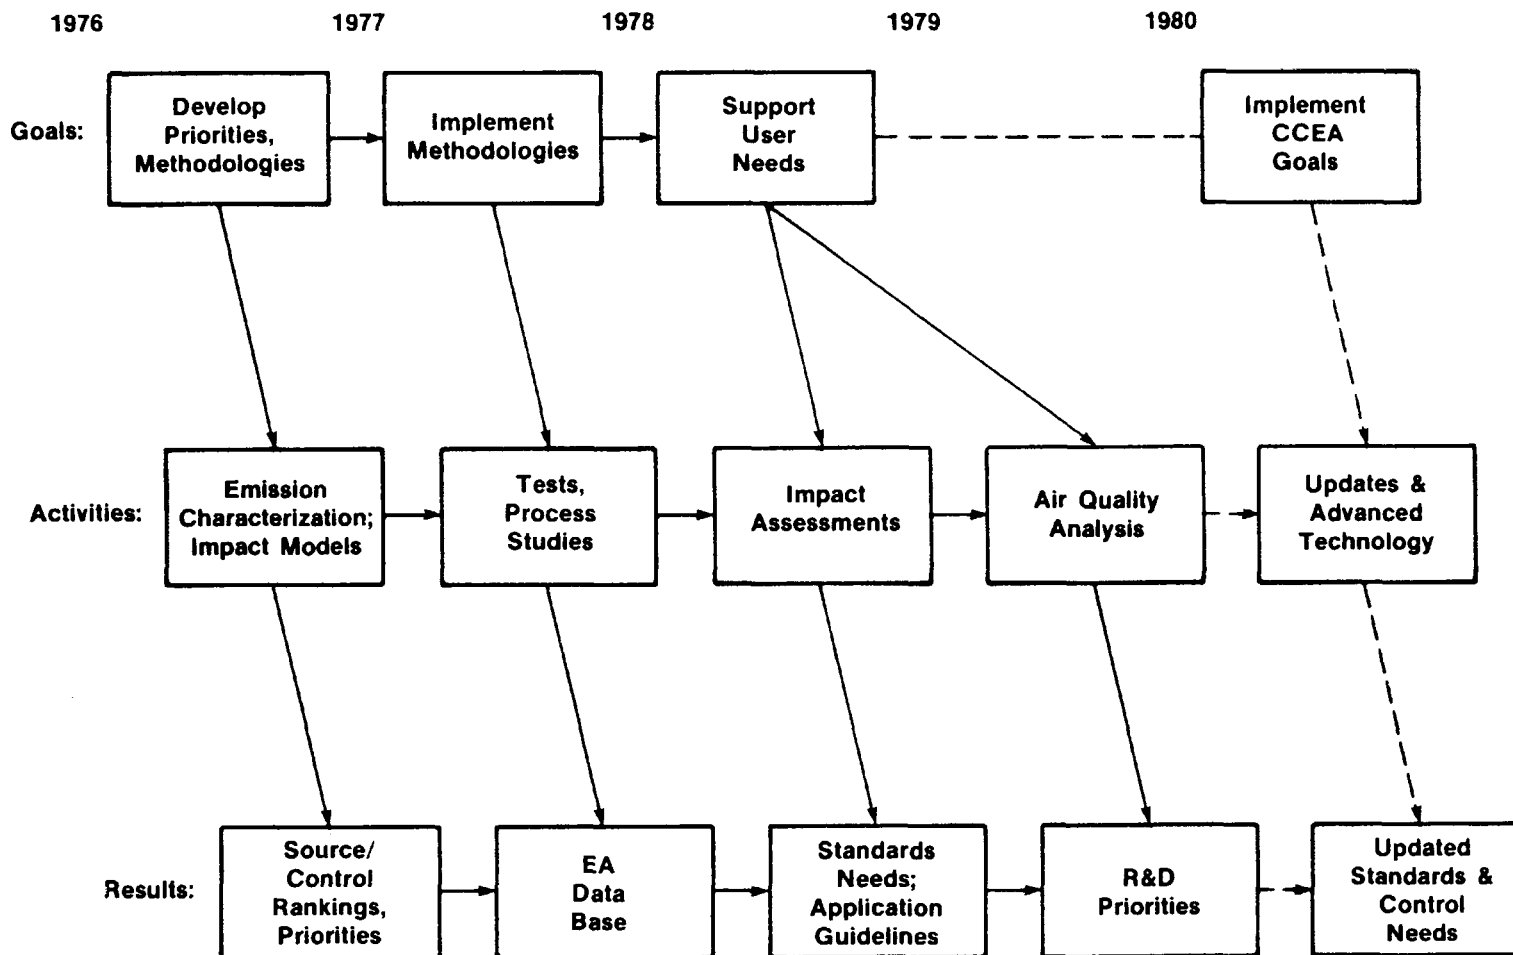 1976 1977 1978 1979 1980
Goals:
Develop
Priorities,
Methodologies
Implement
Methodologies
Support
User
Needs
Implement
CCEA
Goals
Activities:
Emission
Characterization;
Impact Models
Tests,
Process
Studies
Impact
Assessments
Air Quality
Analysis
Updates &
Advanced
Technology
Results:
Source/
Control
Rankings,
Priorities
EA
Data
Base
Standards
Needs;
Application
Guidelines
R&D
Priorities
Updated
Standards &
Control
Needs